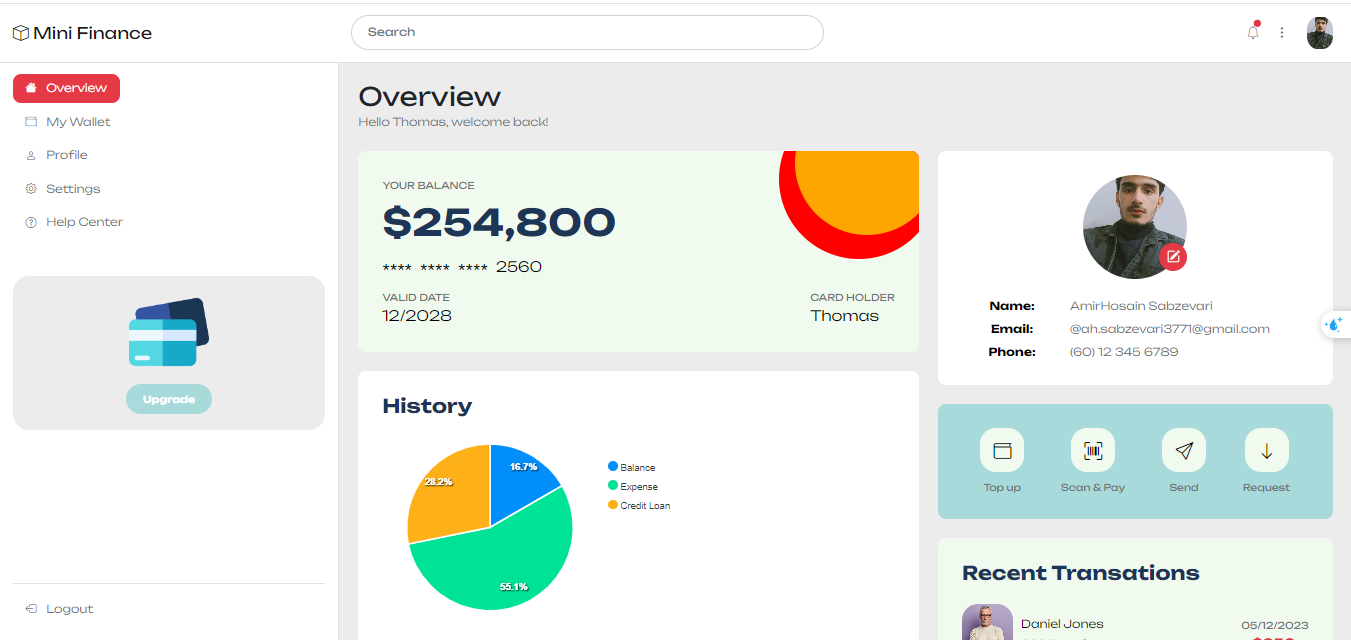 Mini Finance
Search
Overview
My Wallet
Profile
Settings
Help Center
Upgrade
Logout
Overview
Hello Thomas, welcome back!
YOUR BALANCE
$254,800
**** **** **** 2560
VALID DATE
12/2028
CARD HOLDER
Thomas
History
16.7%
28.2%
55.1%
Balance
Expense
Credit Loan
Name: AmirHosain Sabzevari
Email: @ah.sabzevari3771@gmail.com
Phone: (60) 12 345 6789
Top up
Scan & Pay
Send
Request
Recent Transations
Daniel Jones
05/12/2023